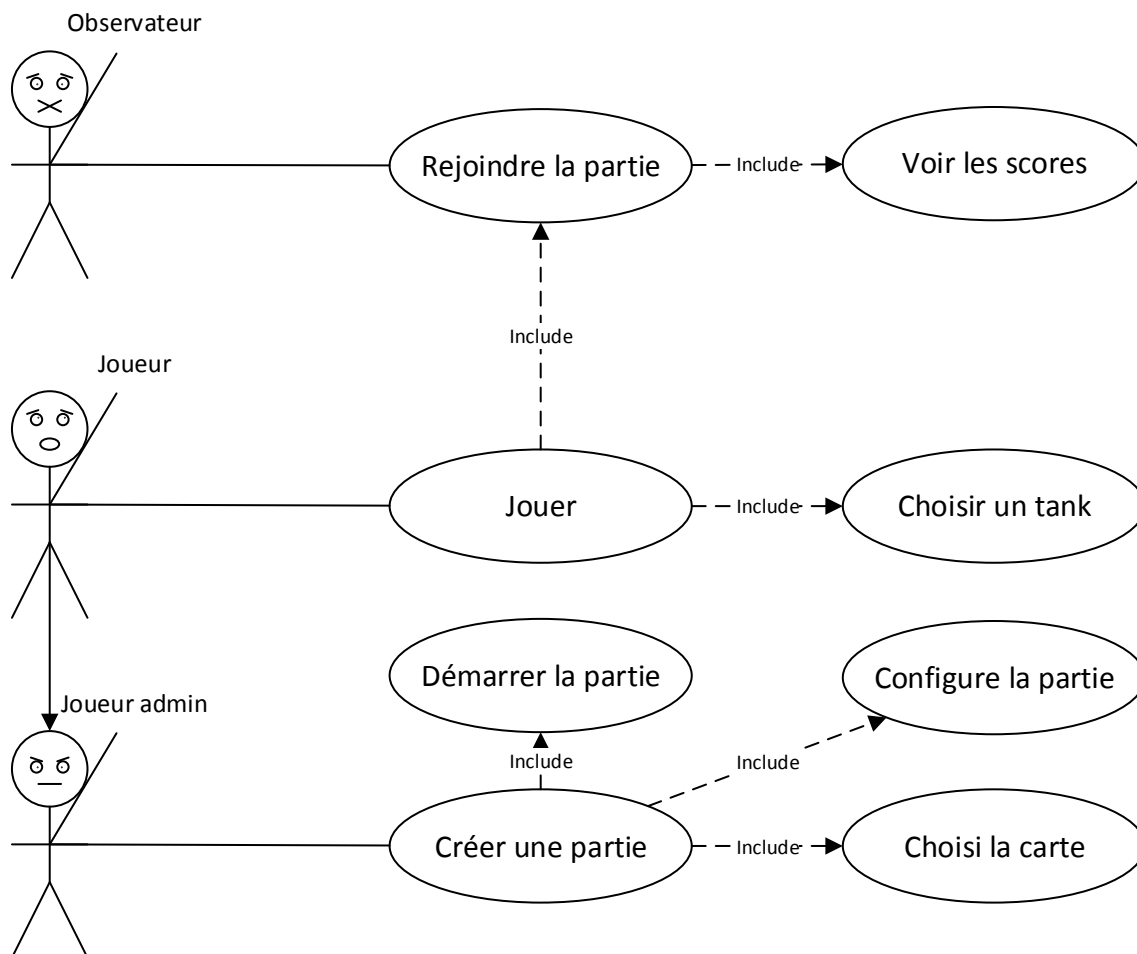 Observateur
Rejoindre la partie
Include
Voir les scores
Include
Joueur
Jouer
Include
Choisir un tank
Démarrer la partie
Configure la partie
Joueur admin
Include
Include
Créer une partie
Include
Choisi la carte